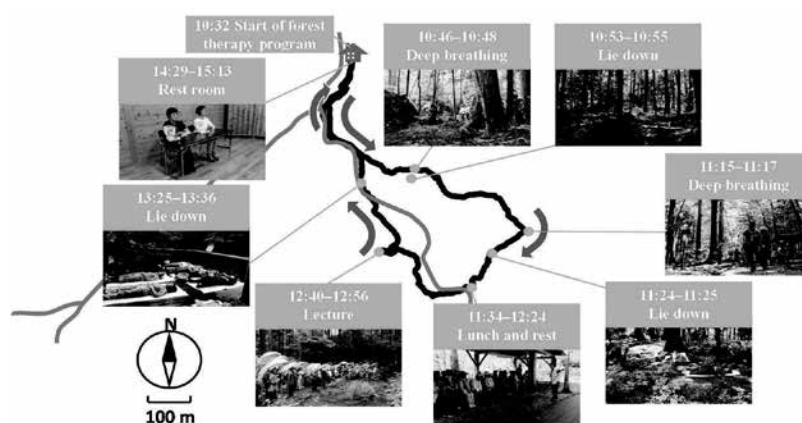 10:32 Start of forest
therapy program
10:46–10:48
Deep breathing
10:53–10:55
Lie down
11:15–11:17
Deep breathing
11:24–11:25
Lie down
11:34–12:24
Lunch and rest
12:40–12:56
Lecture
13:25–13:36
Lie down
14:29–15:13
Rest room
N
100 m